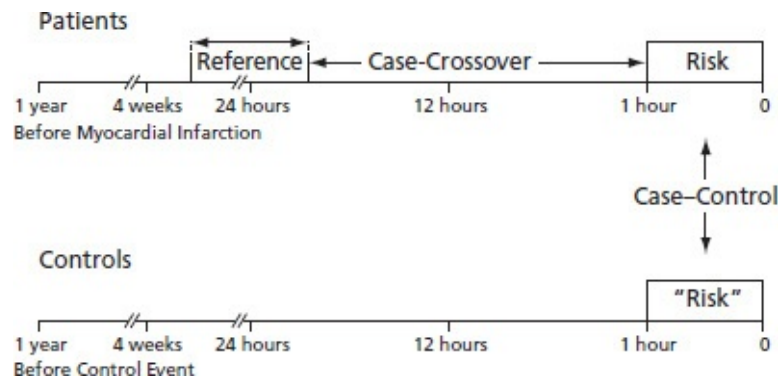 Patients
Reference Case-Crossover Risk
1 year 4 weeks 24 hours 12 hours 1 hour 0
Before Myocardial Infarction
Case–Control
Controls
"Risk"
1 year 4 weeks 24 hours 12 hours 1 hour 0
Before Control Event